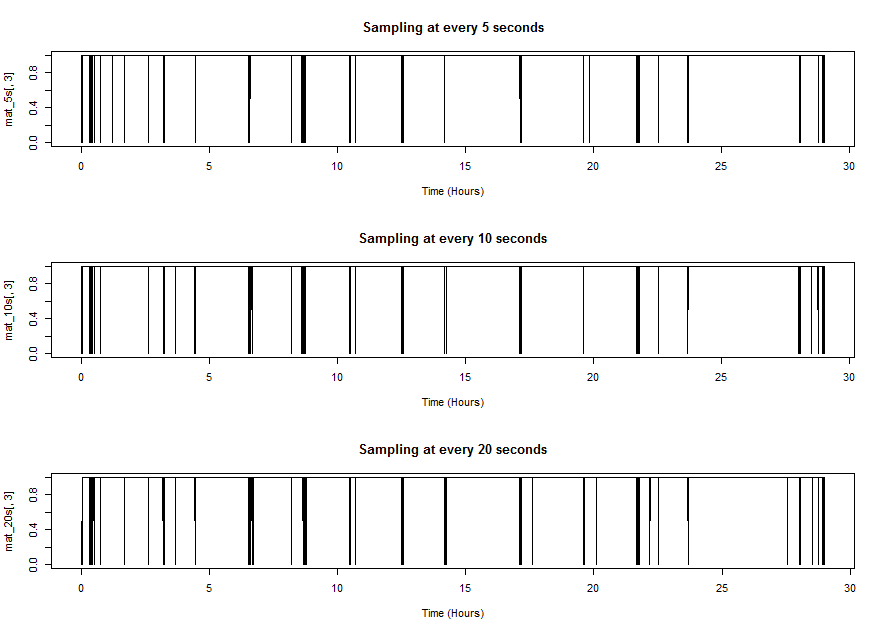 Sampling at every 5 seconds
mat_5s[, 3]
0.0 0.4 0.8
0 5 10 15 20 25 30
Time (Hours)
Sampling at every 10 seconds
mat_10s[, 3]
0.0 0.4 0.8
0 5 10 15 20 25 30
Time (Hours)
Sampling at every 20 seconds
mat_20s[, 3]
0.0 0.4 0.8
0 5 10 15 20 25 30
Time (Hours)